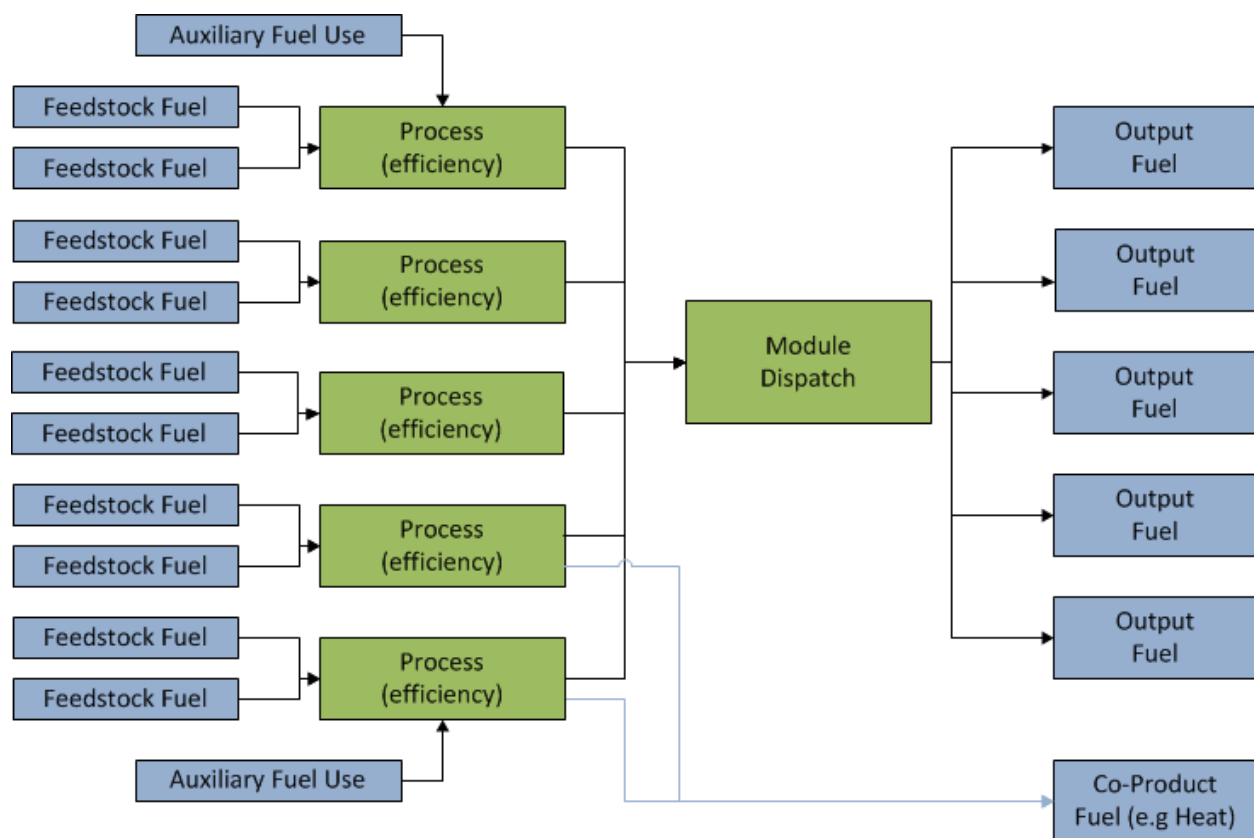 Auxiliary Fuel Use
Feedstock Fuel
Feedstock Fuel
Process
(efficiency)
Output
Fuel
Feedstock Fuel
Feedstock Fuel
Process
(efficiency)
Output
Fuel
Feedstock Fuel
Feedstock Fuel
Process
(efficiency)
Module
Dispatch
Output
Fuel
Feedstock Fuel
Feedstock Fuel
Process
(efficiency)
Output
Fuel
Feedstock Fuel
Feedstock Fuel
Process
(efficiency)
Output
Fuel
Auxiliary Fuel Use
Co-Product
Fuel (e.g Heat)